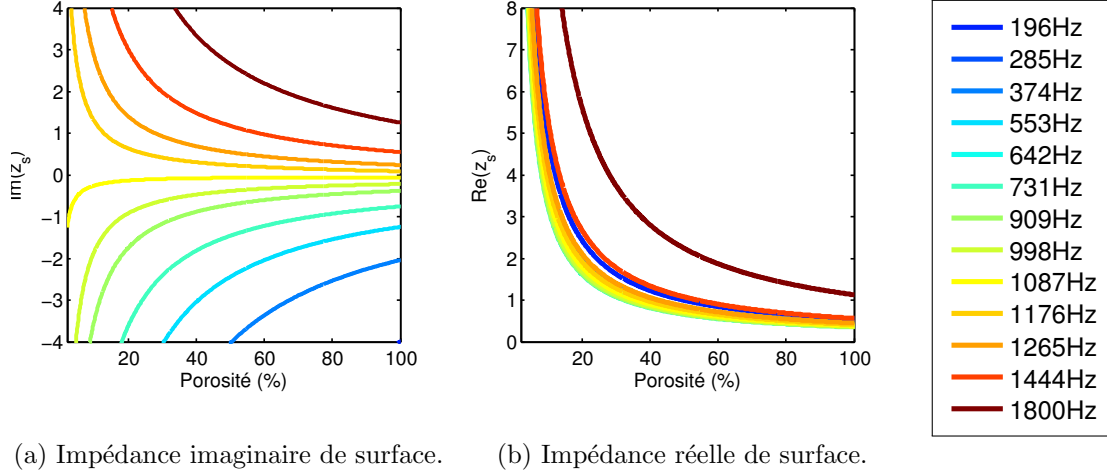 4
3
2
1
0
−1
−2
−3
−4
20 40 60 80 100
Porosité (%)
Im(z_s)
8
7
6
5
4
3
2
1
0
20 40 60 80 100
Porosité (%)
Re(z_s)
196Hz
285Hz
374Hz
553Hz
642Hz
731Hz
909Hz
998Hz
1087Hz
1176Hz
1265Hz
1444Hz
1800Hz
(a) Impédance imaginaire de surface.
(b) Impédance réelle de surface.